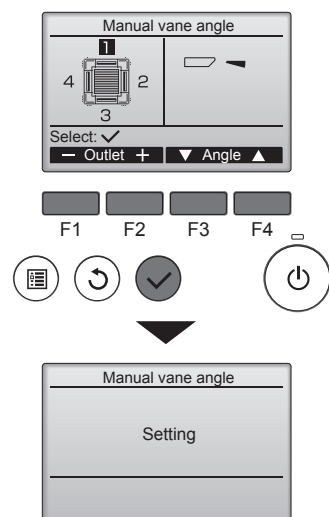 Manual vane angle
1
4 2
3
Select: ✓
− Outlet + ▼ Angle ▲
F1 F2 F3 F4
Manual vane angle
Setting